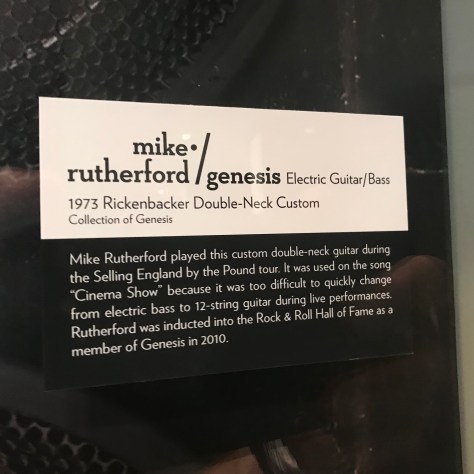 mike•/
rutherford/genesis Electric Guitar/Bass
1973 Rickenbacker Double-Neck Custom
Collection of Genesis
Mike Rutherford played this custom double-neck guitar during
the Selling England by the Pound tour. It was used on the song
“Cinema Show” because it was too difficult to quickly change
from electric bass to 12-string guitar during live performances.
Rutherford was inducted into the Rock & Roll Hall of Fame as a
member of Genesis in 2010.